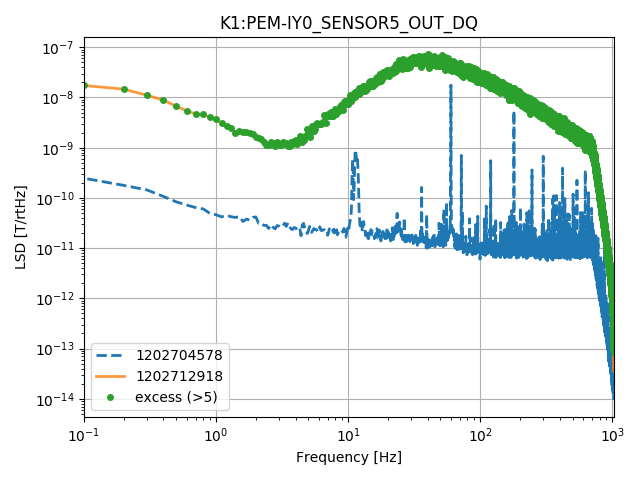 K1:PEM-IY0_SENSOR5_OUT_DQ
LSD [T/rtHz]
10⁻⁷
10⁻⁸
10⁻⁹
10⁻¹⁰
10⁻¹¹
10⁻¹²
10⁻¹³
10⁻¹⁴
1202704578
1202712918
excess (>5)
10⁻¹ 10⁰ 10¹ 10² 10³
Frequency [Hz]